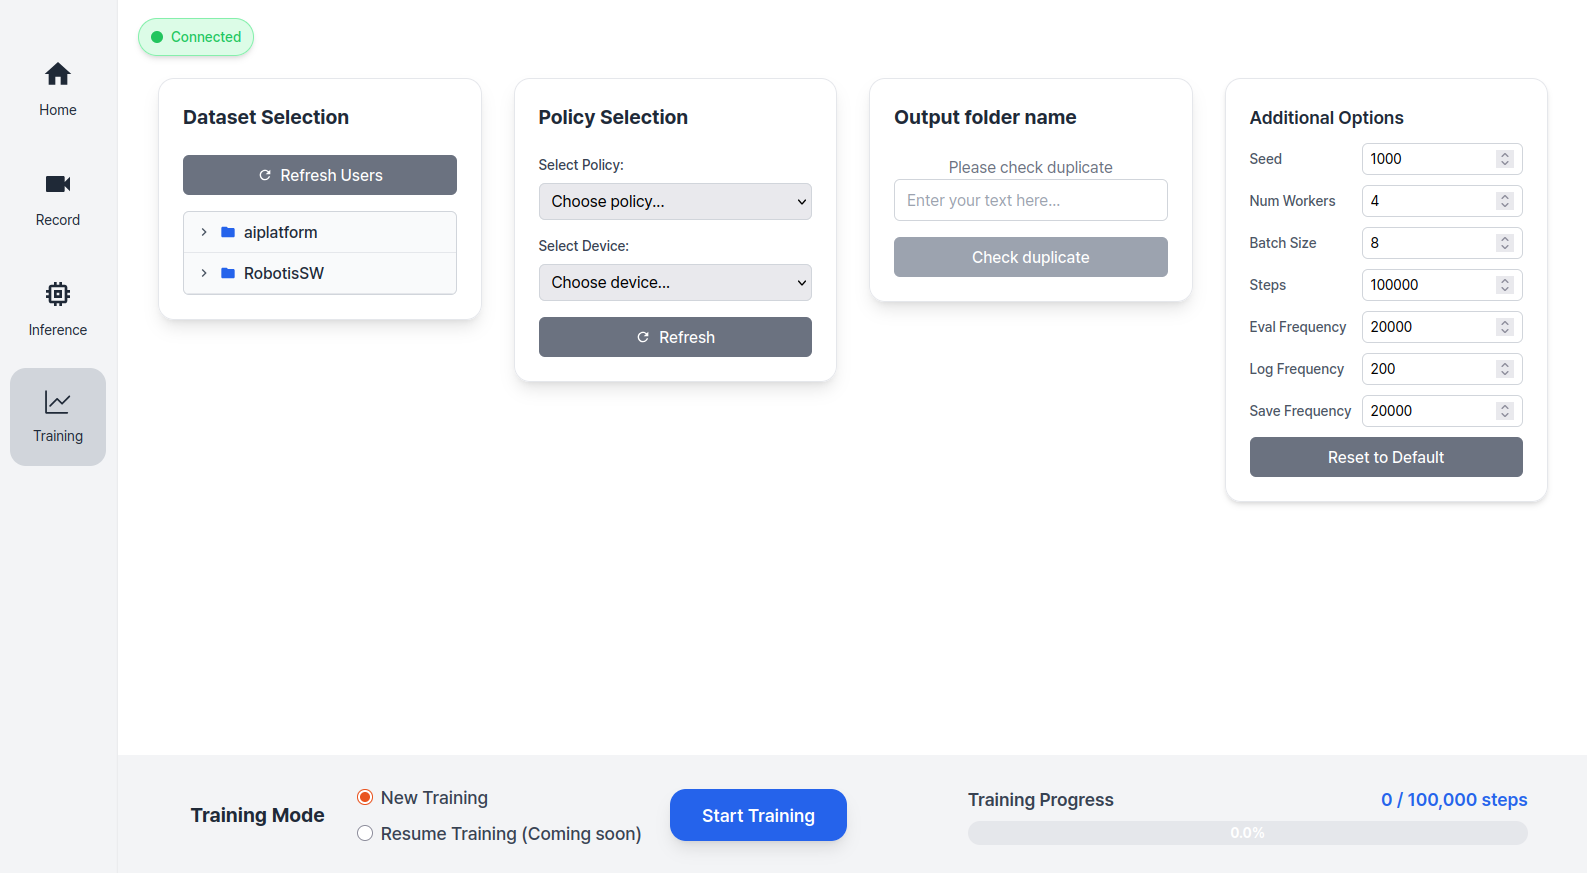 Connected
Home
Record
Inference
Training
Dataset Selection
Refresh Users
aiplatform
RobotisSW
Policy Selection
Select Policy:
Choose policy...
Select Device:
Choose device...
Refresh
Output folder name
Please check duplicate
Enter your text here...
Check duplicate
Additional Options
Seed 1000
Num Workers 4
Batch Size 8
Steps 100000
Eval Frequency 20000
Log Frequency 200
Save Frequency 20000
Reset to Default
Training Mode
New Training
Resume Training (Coming soon)
Start Training
Training Progress 0 / 100,000 steps
0.0%